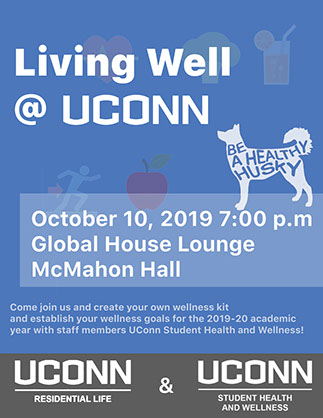 Living Well
@ UCONN
BE
A HEALTHY
HUSKY
October 10, 2019 7:00 p.m
Global House Lounge
McMahon Hall
Come join us and create your own wellness kit
and establish your wellness goals for the 2019-20 academic
year with staff members UConn Student Health and Wellness!
UCONN
RESIDENTIAL LIFE
&
UCONN
STUDENT HEALTH
AND WELLNESS